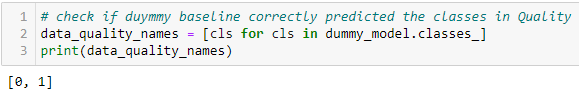 1 # check if duymmy baseline correctly predicted the classes in Quality
2 data_quality_names = [cls for cls in dummy_model.classes_]
3 print(data_quality_names)
[0, 1]